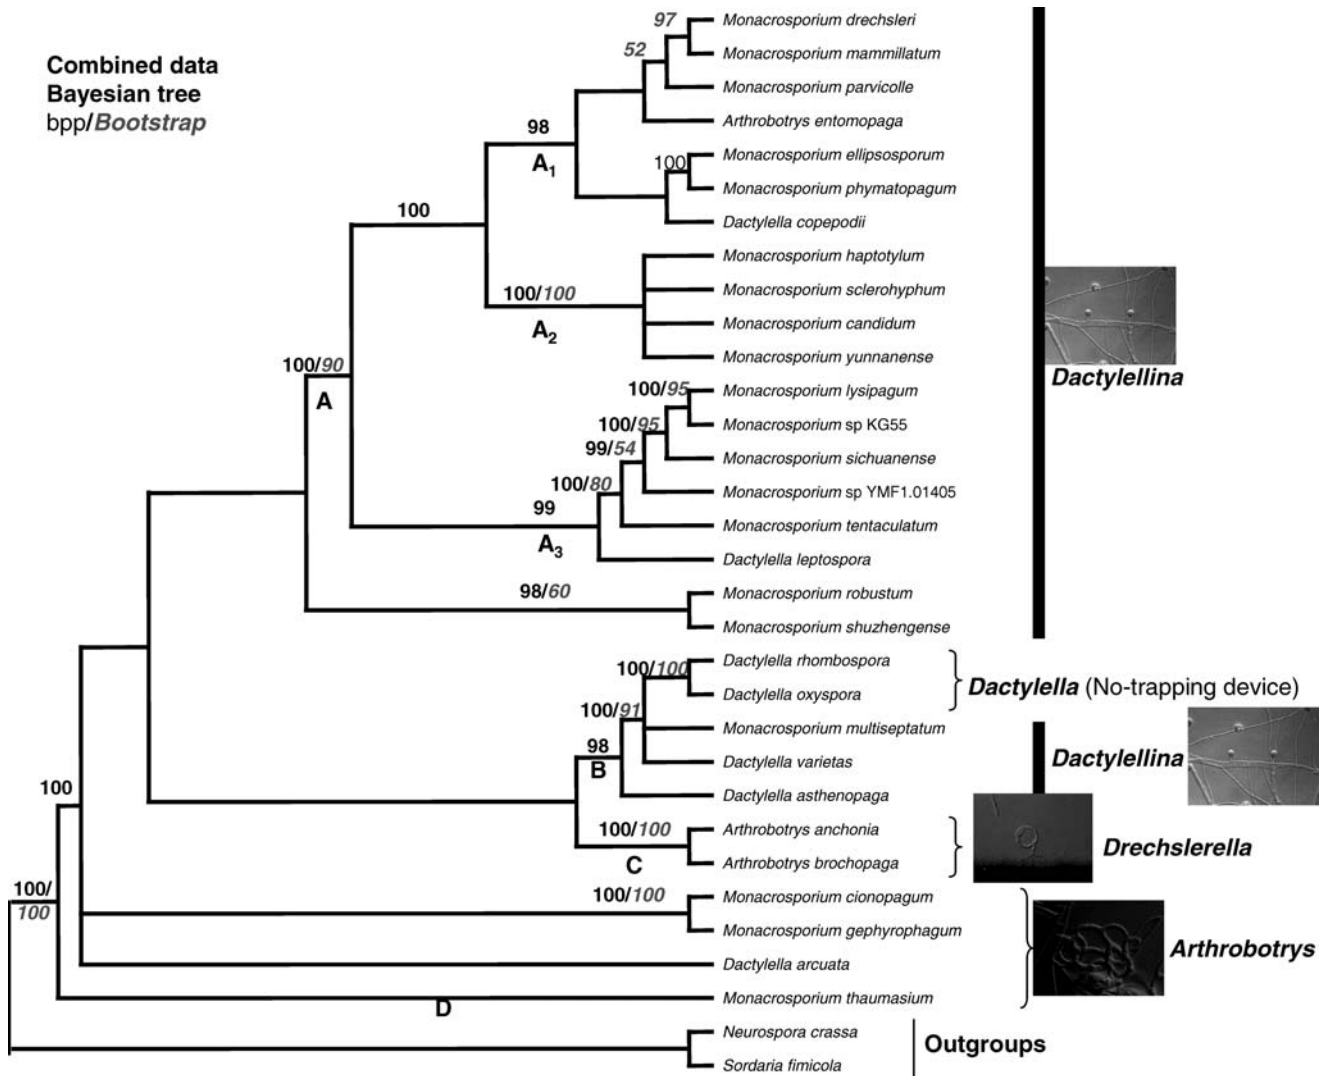 Combined data
Bayesian tree
bpp/Bootstrap
97
Monacrosporium drechsleri
52
Monacrosporium mammillatum
Monacrosporium parvicolle
98
Arthrobotrys entomopaga
A1
100
Monacrosporium ellipsosporum
Monacrosporium phymatopagum
100
Dactylella copepodii
Monacrosporium haptotylum
100/100
Monacrosporium sclerohyphum
A2
Monacrosporium candidum
Monacrosporium yunnanense
Dactylellina
100/90
A
100/95
Monacrosporium lysipagum
100/95
Monacrosporium sp KG55
99/54
Monacrosporium sichuanense
100/80
Monacrosporium sp YMF1.01405
99
Monacrosporium tentaculatum
A3
Dactylella leptospora
98/60
Monacrosporium robustum
Monacrosporium shuzhengense
100/100
Dactylella rhombospora
Dactylella oxyspora
Dactylella (No-trapping device)
100/91
Monacrosporium multiseptatum
98
B
Dactylella varietas
Dactylellina
100
Dactylella asthenopaga
100/100
Arthrobotrys anchonia
C
Arthrobotrys brochopaga
Drechslerella
100/
100
100/100
Monacrosporium cionopagum
Monacrosporium gephyrophagum
Arthrobotrys
Dactylella arcuata
D
Monacrosporium thaumasium
Neurospora crassa
Sordaria fimicola
Outgroups